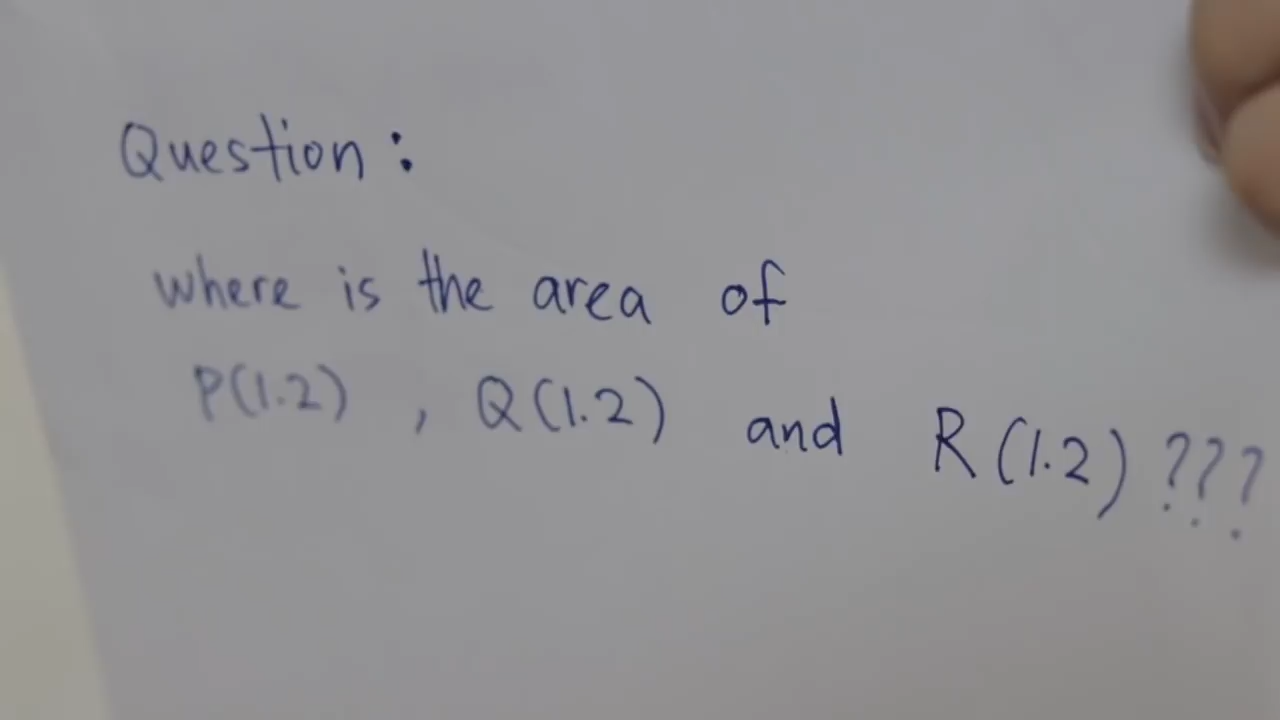 Question :
where is the area of
P(1.2) , Q(1.2) and R(1.2) ???